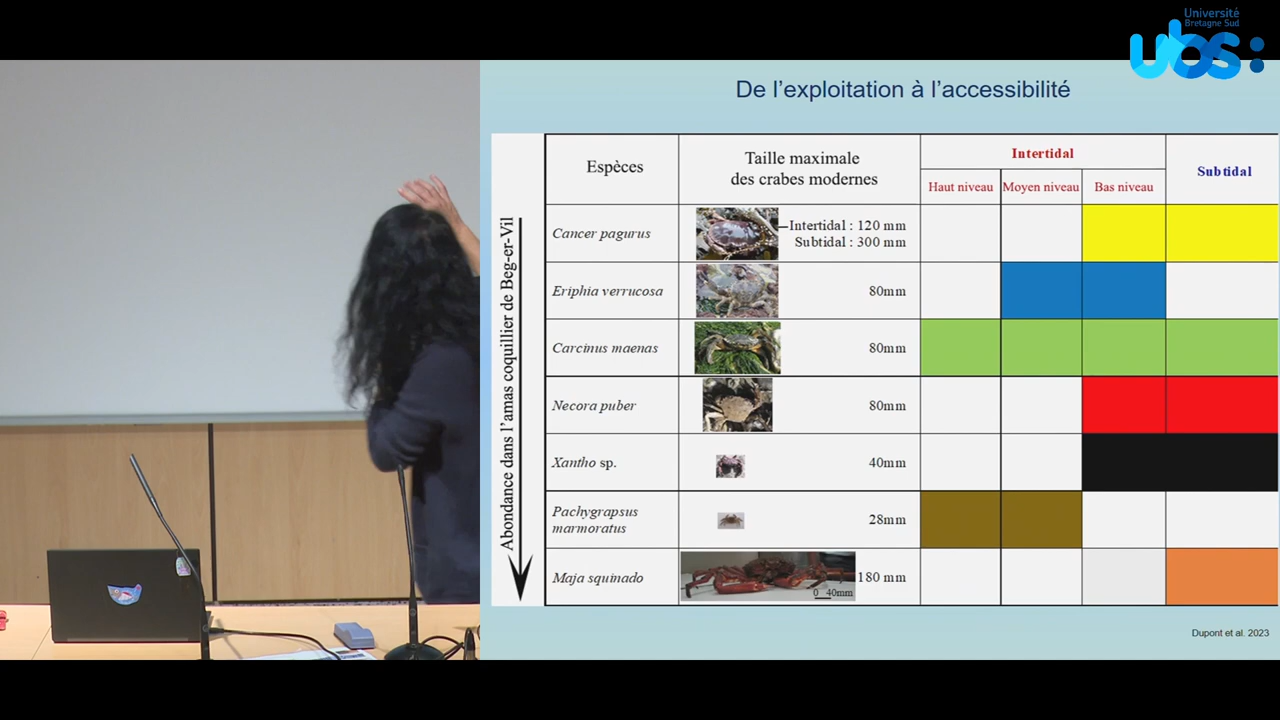 Université
Bretagne Sud
ubs:
De l'exploitation à l'accessibilité
Abondance dans l'amas coquillier de Beg-er-Vil
Espèces
Taille maximale
des crabes modernes
Intertidal
Subtidal
Haut niveau
Moyen niveau
Bas niveau
Cancer pagurus
Intertidal : 120 mm
Subtidal : 300 mm
Eriphia verrucosa
80mm
Carcinus maenas
80mm
Necora puber
80mm
Xantho sp.
40mm
Pachygrapsus
marmoratus
28mm
Maja squinado
180 mm
0 40mm
Dupont et al. 2023